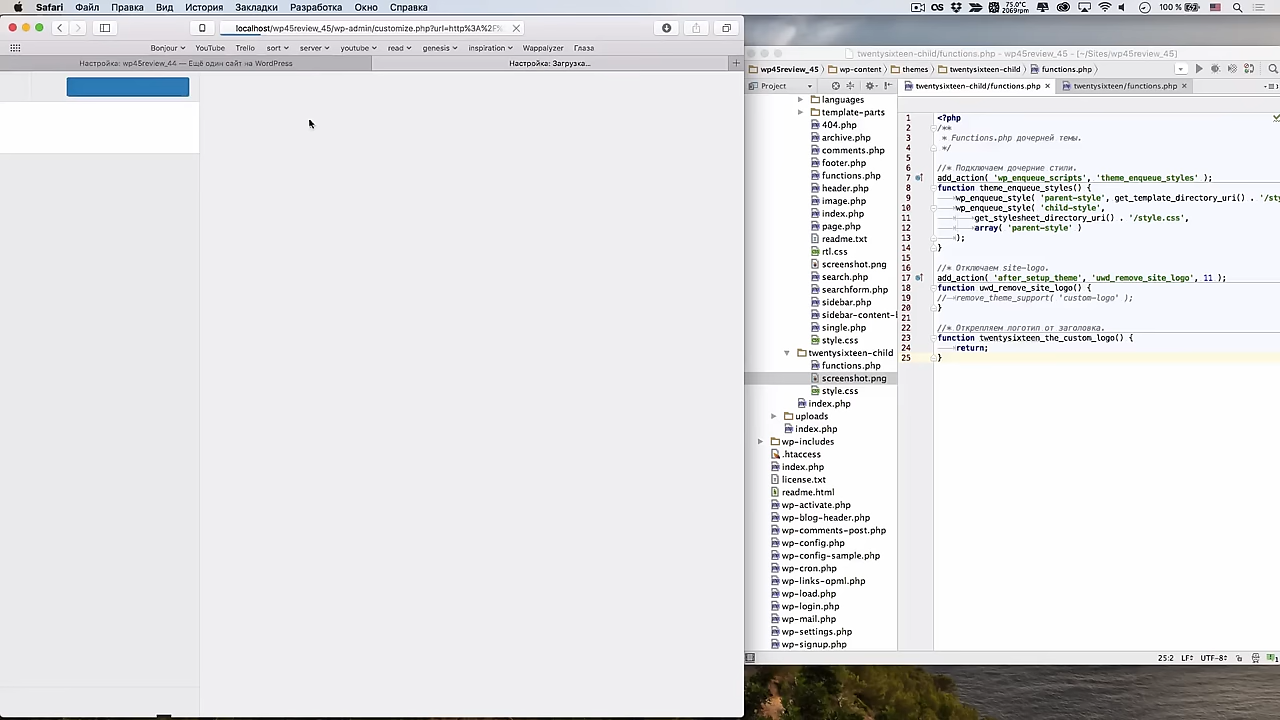 Safari Файл Правка Вид История Закладки Разработка Окно Справка
75.0°C
2069rpm
100 %
localhost/wp45review_45/wp-admin/customize.php?url=http%3A%2F
Bonjour YouTube Trello sort server youtube read genesis inspiration Wappalyzer Глаза
Настройка: wp45review_44 — Ещё один сайт на WordPress
Настройка: Загрузка...
twentysixteen-child/functions.php - wp45review_45 - [~/Sites/wp45review_45]
wp45review_45 wp-content themes twentysixteen-child functions.php
Project
twentysixteen-child/functions.php
twentysixteen/functions.php
languages
template-parts
404.php
archive.php
comments.php
footer.php
functions.php
header.php
image.php
index.php
page.php
readme.txt
rtl.css
screenshot.png
search.php
searchform.php
sidebar.php
sidebar-content-
single.php
style.css
twentysixteen-child
functions.php
screenshot.png
style.css
index.php
uploads
index.php
wp-includes
.htaccess
index.php
license.txt
readme.html
wp-activate.php
wp-blog-header.php
wp-comments-post.php
wp-config.php
wp-config-sample.php
wp-cron.php
wp-links-opml.php
wp-load.php
wp-login.php
wp-mail.php
wp-settings.php
wp-signup.php
1 <?php
2 /**
3 * Functions.php дочерней темы.
4 */
5
6 //* Подключаем дочерние стили.
7 add_action( 'wp_enqueue_scripts', 'theme_enqueue_styles' );
8 function theme_enqueue_styles() {
9 wp_enqueue_style( 'parent-style', get_template_directory_uri() . '/sty
10 wp_enqueue_style( 'child-style',
11 get_stylesheet_directory_uri() . '/style.css',
12 array( 'parent-style' )
13 );
14 }
15
16 //* Отключаем site-logo.
17 add_action( 'after_setup_theme', 'uwd_remove_site_logo', 11 );
18 function uwd_remove_site_logo() {
19 // remove_theme_support( 'custom-logo' );
20 }
21
22 //* Открепляем логотип от заголовка.
23 function twentysixteen_the_custom_logo() {
24 return;
25 }
25:2 LF UTF-8